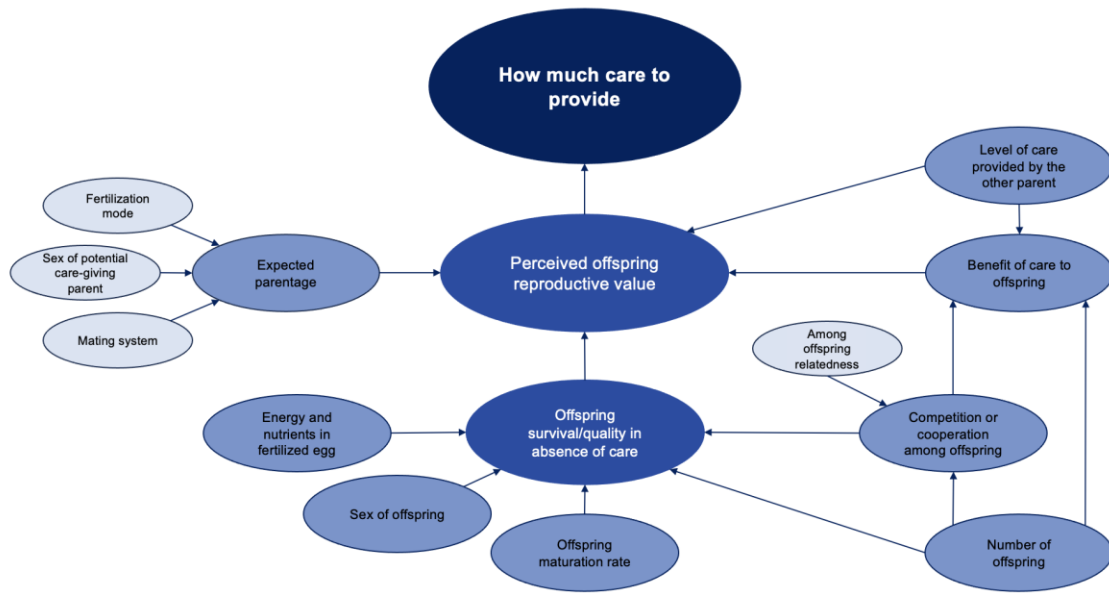 How much care to
provide
Level of care
provided by the
other parent
Fertilization
mode
Sex of potential
care-giving
parent
Expected
parentage
Perceived offspring
reproductive value
Benefit of care to
offspring
Mating system
Among
offspring
relatedness
Energy and
nutrients in
fertilized egg
Offspring
survival/quality in
absence of care
Competition or
cooperation
among offspring
Sex of offspring
Offspring
maturation rate
Number of
offspring